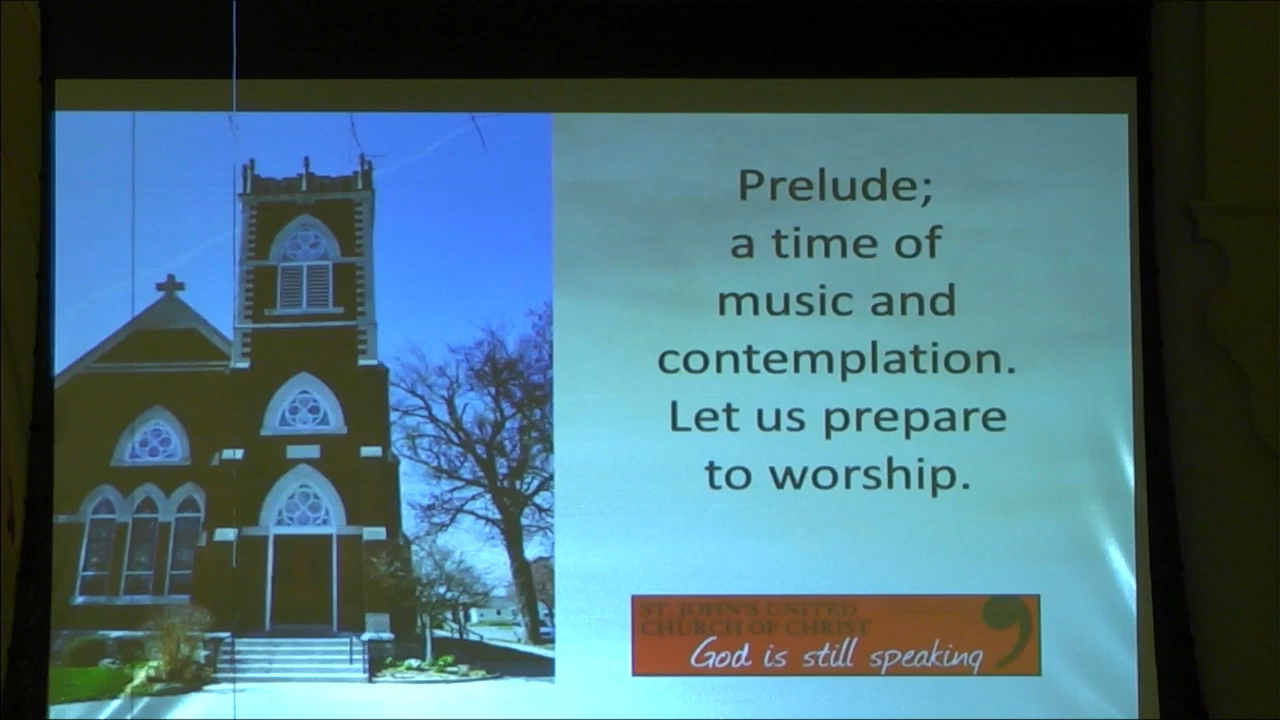 Prelude;
a time of
music and
contemplation.
Let us prepare
to worship.
ST. JOHN'S UNITED
CHURCH OF CHRIST
God is still speaking